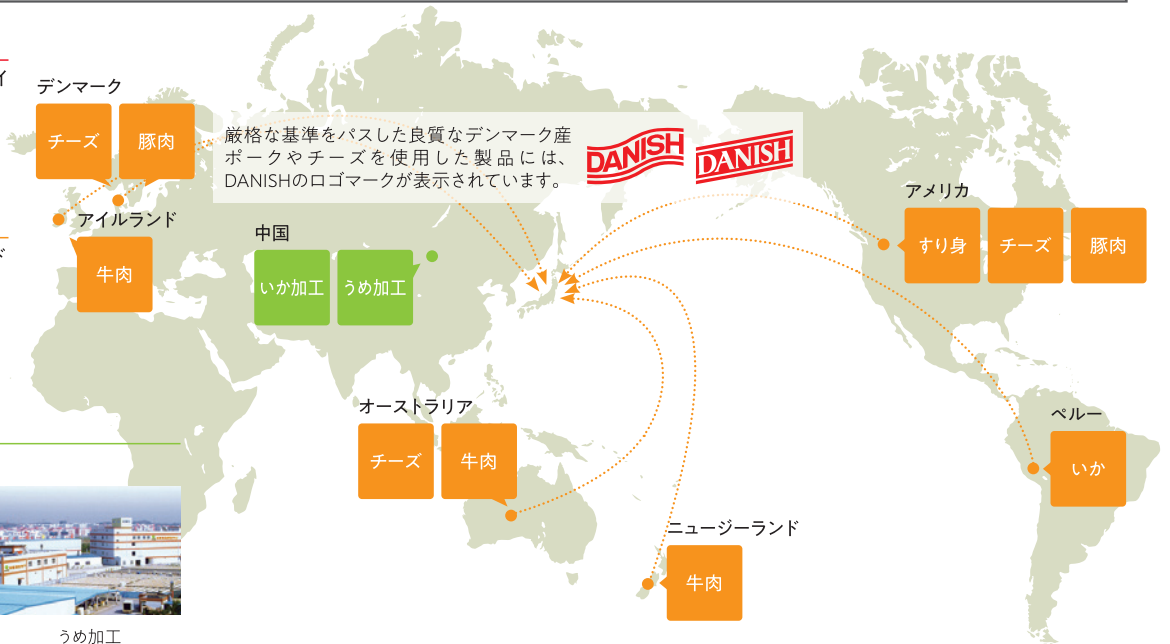 イ
ド
デンマーク
チーズ
豚肉
厳格な基準をパスした良質なデンマーク産
ポークやチーズを使用した製品には、
DANISHのロゴマークが表示されています。
DANISH
DANISH
アイルランド
牛肉
中国
いか加工
うめ加工
アメリカ
すり身
チーズ
豚肉
オーストラリア
チーズ
牛肉
ペルー
いか
ニュージーランド
牛肉
うめ加工